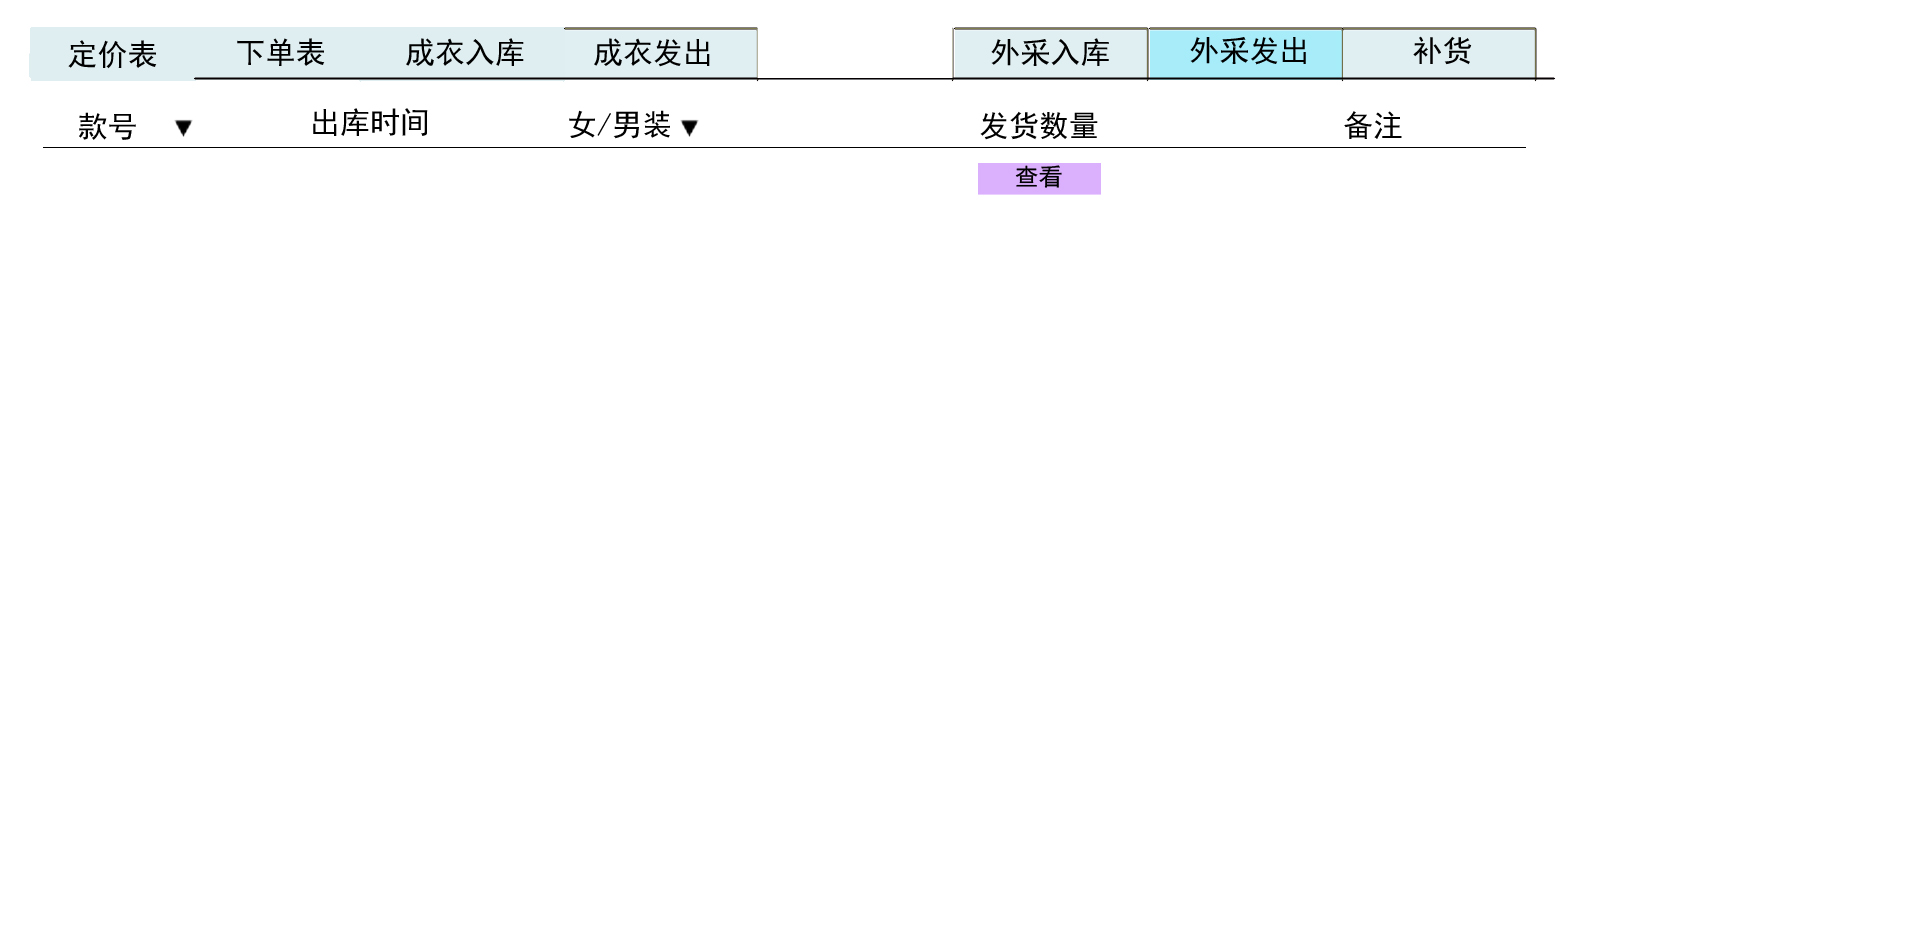 定价表 下单表 成衣入库 成衣发出 外采入库 外采发出 补货
款号 ▼ 出库时间 女/男装▼ 发货数量 备注
查看